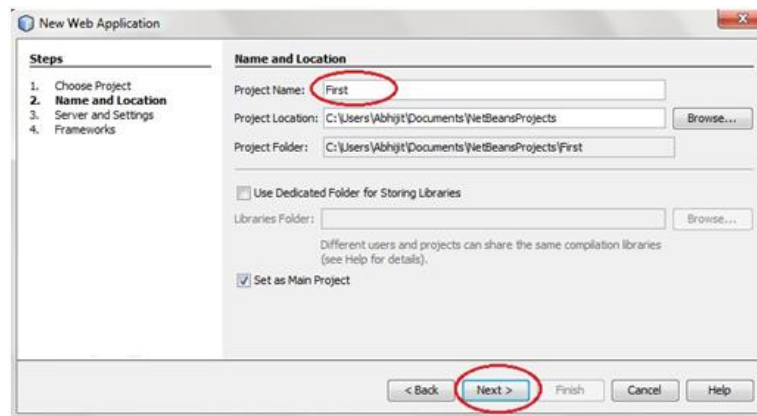 New Web Application
Steps
1. Choose Project
2. Name and Location
3. Server and Settings
4. Frameworks
Name and Location
Project Name: First
Project Location: C:\Users\Abhijit\Documents\NetBeansProjects Browse...
Project Folder: C:\Users\Abhijit\Documents\NetBeansProjects\First
Use Dedicated Folder for Storing Libraries
Libraries Folder: Browse...
Different users and projects can share the same compilation libraries
(see Help for details).
Set as Main Project
< Back Next > Finish Cancel Help